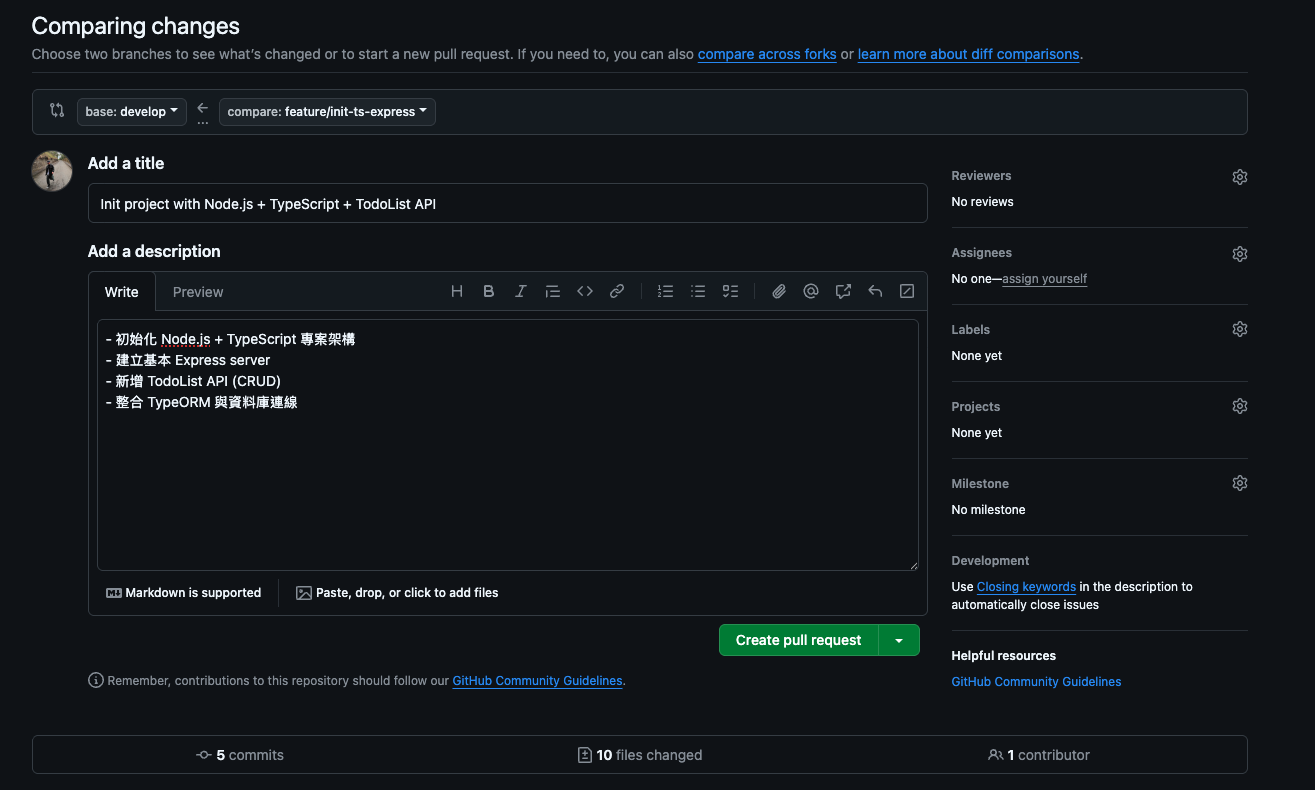 Comparing changes
Choose two branches to see what's changed or to start a new pull request. If you need to, you can also compare across forks or learn more about diff comparisons.
base: develop
...
compare: feature/init-ts-express
Add a title
Init project with Node.js + TypeScript + TodoList API
Add a description
Write Preview
- 初始化 Node.js + TypeScript 專案架構
- 建立基本 Express server
- 新增 TodoList API (CRUD)
- 整合 TypeORM 與資料庫連線
Markdown is supported
Paste, drop, or click to add files
Create pull request
Remember, contributions to this repository should follow our GitHub Community Guidelines.
Reviewers
No reviews
Assignees
No one—assign yourself
Labels
None yet
Projects
None yet
Milestone
No milestone
Development
Use Closing keywords in the description to
automatically close issues
Helpful resources
GitHub Community Guidelines
5 commits
10 files changed
1 contributor